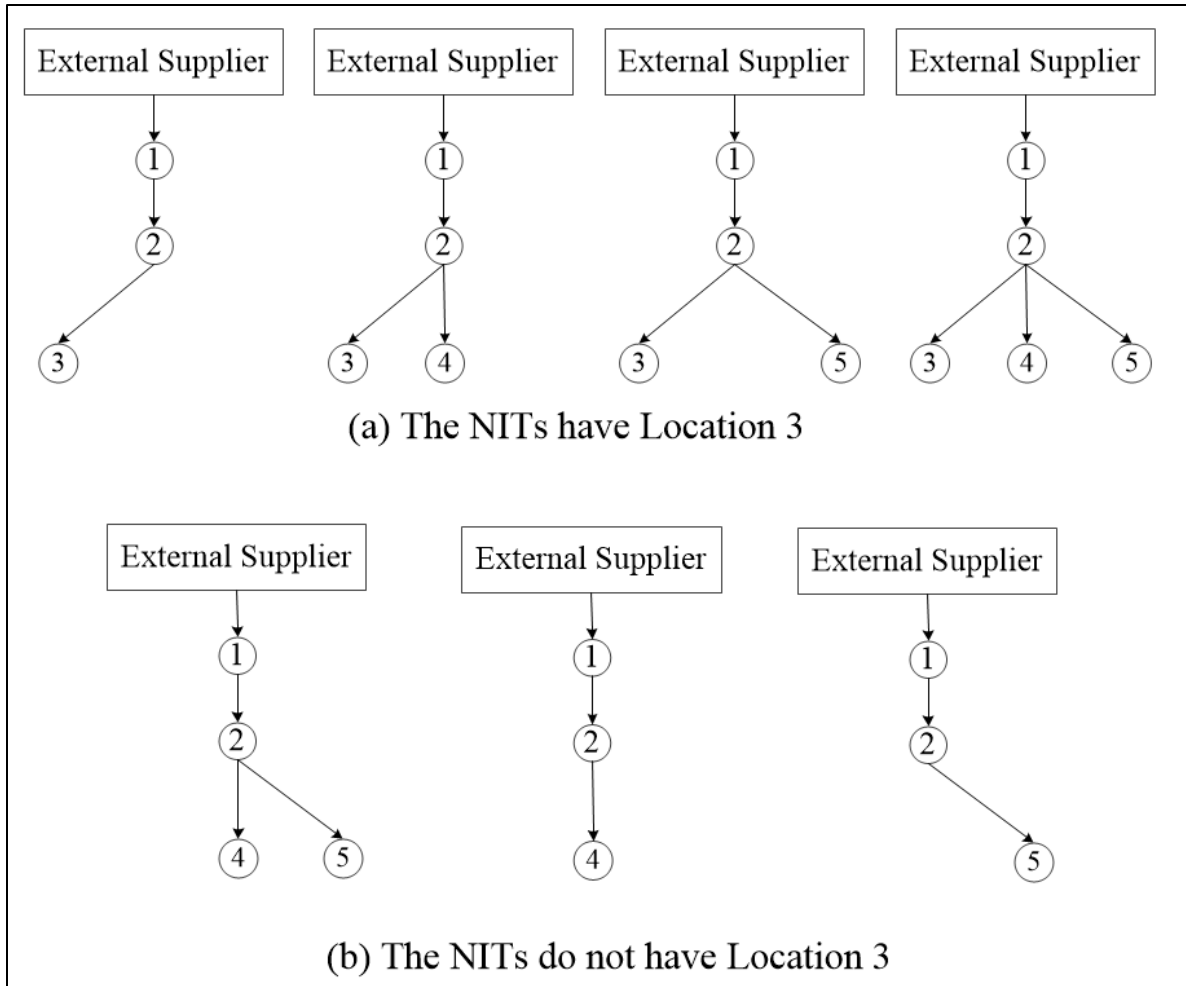 External Supplier External Supplier External Supplier External Supplier
1 1 1 1
2 2 2 2
3 3 4 3 5 3 4 5
(a) The NITs have Location 3
External Supplier External Supplier External Supplier
1 1 1
2 2 2
4 5 4 5
(b) The NITs do not have Location 3